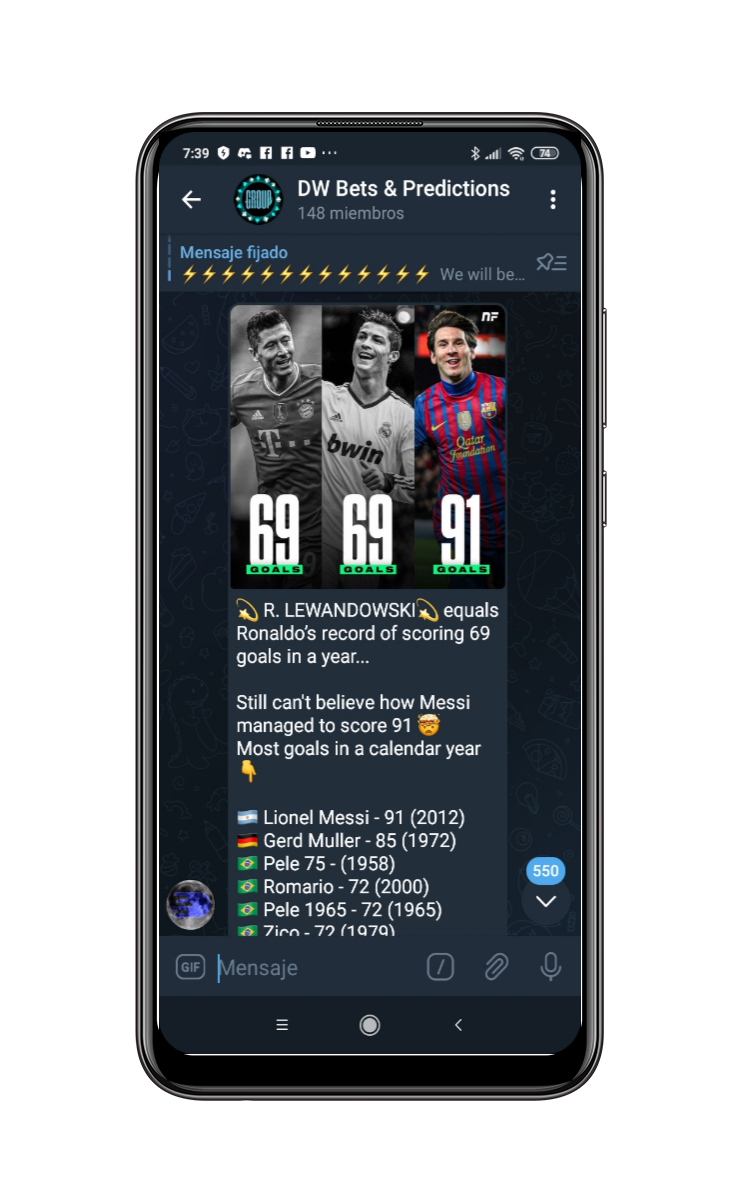 7:39 74
GROUP
DW Bets & Predictions
148 miembros
Mensaje fijado
⚡⚡⚡⚡⚡⚡⚡⚡⚡⚡⚡⚡⚡ We will be…
NF
T
bwin
Qatar
Foundation
69 69 91
GOALS GOALS GOALS
💫 R. LEWANDOWSKI💫 equals
Ronaldo’s record of scoring 69
goals in a year...
Still can't believe how Messi
managed to score 91 🤯
Most goals in a calendar year
👇
🇦🇷 Lionel Messi - 91 (2012)
🇩🇪 Gerd Muller - 85 (1972)
🇧🇷 Pele 75 - (1958)
🇧🇷 Romario - 72 (2000)
🇧🇷 Pele 1965 - 72 (1965)
🇧🇷 Zico - 72 (1979)
550
GIF Mensaje /